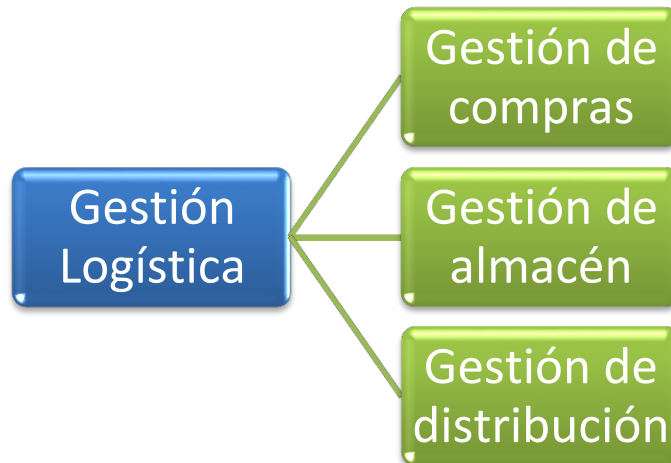 Gestión de
compras
Gestión
Logística
Gestión de
almacén
Gestión de
distribución